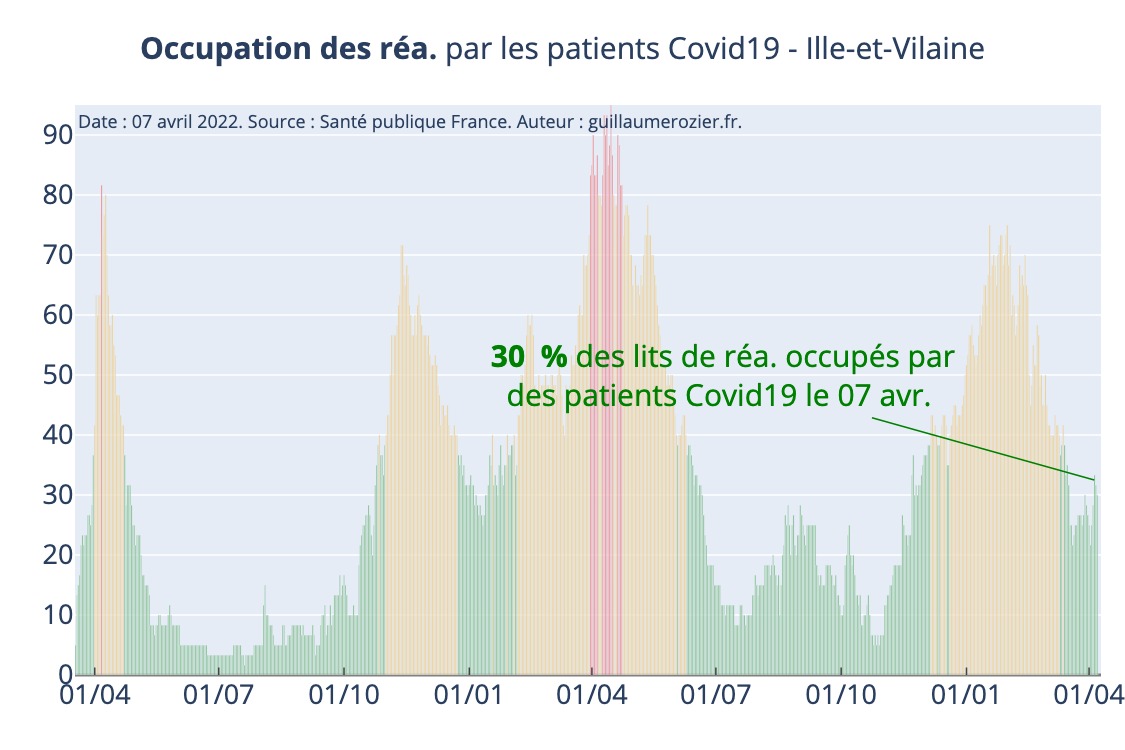 Occupation des réa. par les patients Covid19 - Ille-et-Vilaine
Date : 07 avril 2022. Source : Santé publique France. Auteur : guillaumerozier.fr.
90
80
70
60
50
40
30
20
10
0
30 % des lits de réa. occupés par
des patients Covid19 le 07 avr.
01/04 01/07 01/10 01/01 01/04 01/07 01/10 01/01 01/04